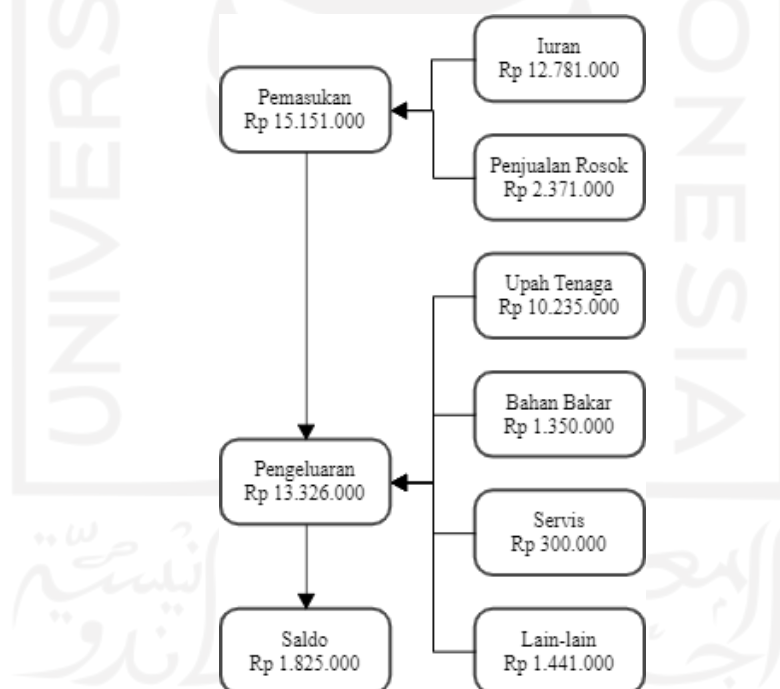 Iuran
Rp 12.781.000
Pemasukan
Rp 15.151.000
Penjualan Rosok
Rp 2.371.000
Upah Tenaga
Rp 10.235.000
Bahan Bakar
Rp 1.350.000
Pengeluaran
Rp 13.326.000
Servis
Rp 300.000
Saldo
Rp 1.825.000
Lain-lain
Rp 1.441.000
UNIVERS
ONESIA